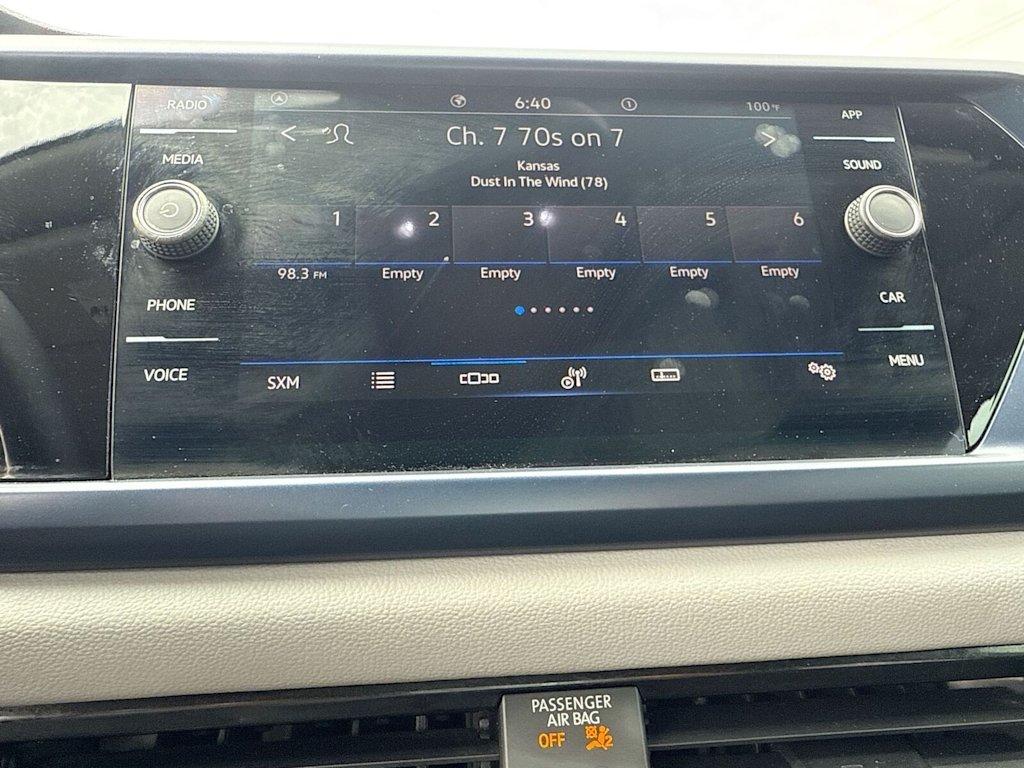 RADIO
6:40
1
100°F
APP
Ch. 7 70s on 7
MEDIA
SOUND
Kansas
Dust In The Wind (78)
1 2 3 4 5 6
98.3 FM Empty Empty Empty Empty Empty
PHONE
CAR
VOICE
MENU
SXM
PASSENGER
AIR BAG
OFF 2